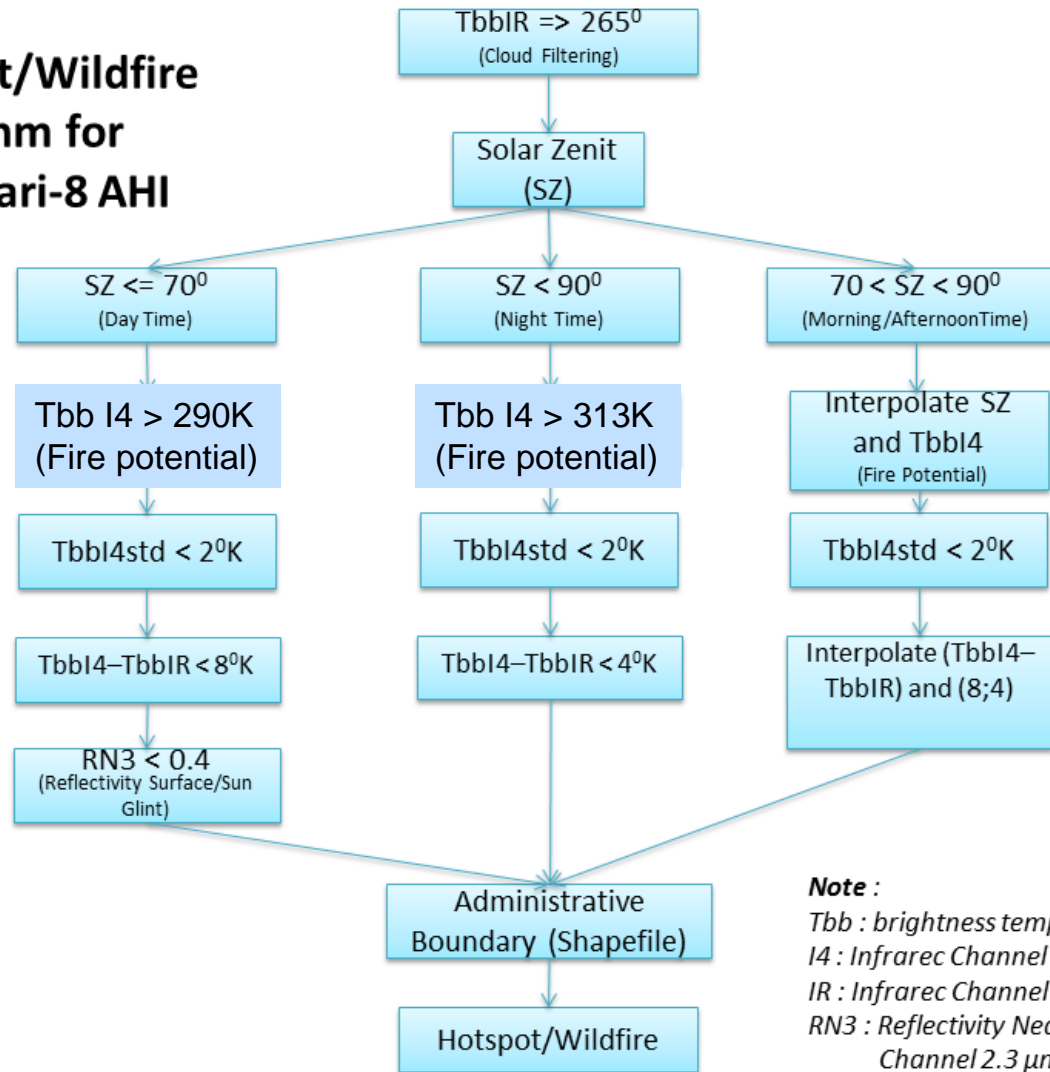 TbbIR => 265⁰
(Cloud Filtering)
t/Wildfire
for
ari-8 AHI
Solar Zenit
(SZ)
SZ <= 70⁰
(Day Time)
SZ < 90⁰
(Night Time)
70 < SZ < 90⁰
(Morning/AfternoonTime)
Tbb I4 > 290K
(Fire potential)
Tbb I4 > 313K
(Fire potential)
Interpolate SZ
and TbbI4
(Fire Potential)
TbbI4std < 2⁰K
TbbI4std < 2⁰K
TbbI4std < 2⁰K
TbbI4–TbbIR < 8⁰K
TbbI4–TbbIR < 4⁰K
Interpolate (TbbI4–
TbbIR) and (8;4)
RN3 < 0.4
(Reflectivity Surface/Sun
Glint)
Administrative
Boundary (Shapefile)
Hotspot/Wildfire
Note :
Tbb : brightness temp
I4 : Infrarec Channel
IR : Infrarec Channel
RN3 : Reflectivity Nea
Channel 2.3 µm